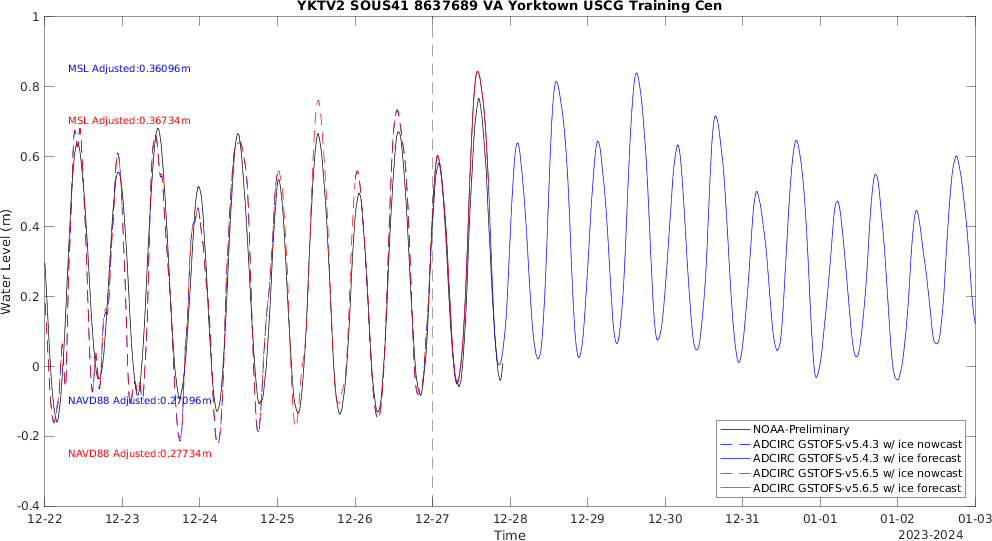 YKTV2 SOUS41 8637689 VA Yorktown USCG Training Cen
1
0.8
0.6
0.4
0.2
0
-0.2
-0.4
Water Level (m)
MSL Adjusted:0.36096m
MSL Adjusted:0.36734m
NAVD88 Adjusted:0.27096m
NAVD88 Adjusted:0.27734m
NOAA-Preliminary
ADCIRC GSTOFS-v5.4.3 w/ ice nowcast
ADCIRC GSTOFS-v5.4.3 w/ ice forecast
ADCIRC GSTOFS-v5.6.5 w/ ice nowcast
ADCIRC GSTOFS-v5.6.5 w/ ice forecast
12-22 12-23 12-24 12-25 12-26 12-27 12-28 12-29 12-30 12-31 01-01 01-02 01-03
Time
2023-2024